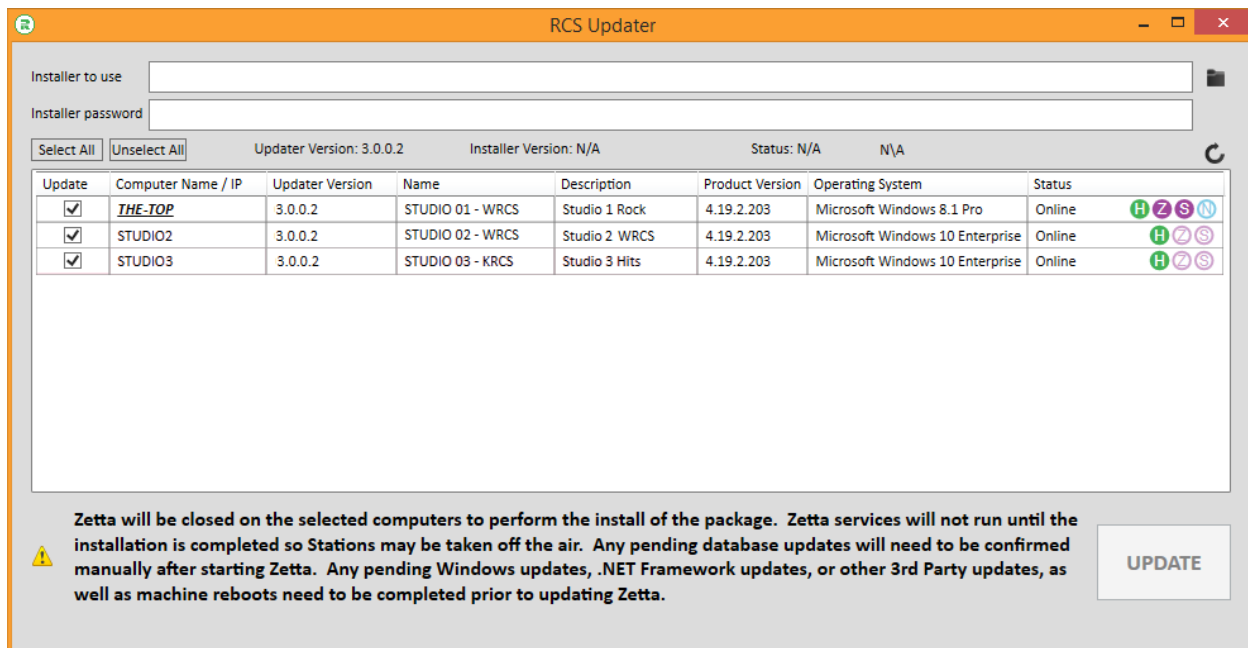 RCS Updater
Installer to use
Installer password
Select All Unselect All Updater Version: 3.0.0.2 Installer Version: N/A Status: N/A N\A
Update Computer Name / IP Updater Version Name Description Product Version Operating System Status
THE-TOP 3.0.0.2 STUDIO 01 - WRCS Studio 1 Rock 4.19.2.203 Microsoft Windows 8.1 Pro Online H Z S N
STUDIO2 3.0.0.2 STUDIO 02 - WRCS Studio 2 WRCS 4.19.2.203 Microsoft Windows 10 Enterprise Online H Z S
STUDIO3 3.0.0.2 STUDIO 03 - KRCS Studio 3 Hits 4.19.2.203 Microsoft Windows 10 Enterprise Online H Z S
Zetta will be closed on the selected computers to perform the install of the package. Zetta services will not run until the
installation is completed so Stations may be taken off the air. Any pending database updates will need to be confirmed
manually after starting Zetta. Any pending Windows updates, .NET Framework updates, or other 3rd Party updates, as
well as machine reboots need to be completed prior to updating Zetta.
UPDATE